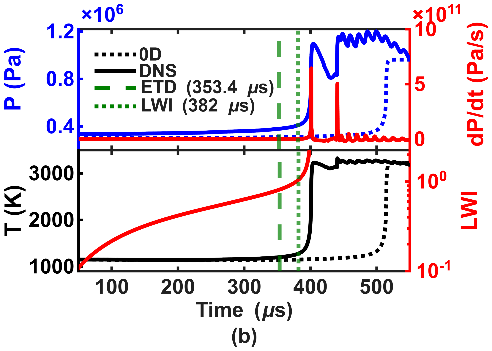 ×10⁶
×10¹¹
1.2
0.8
0.4
P (Pa)
0D
DNS
ETD (353.4 μs)
LWI (382 μs)
10
5
0
dP/dt (Pa/s)
3000
2000
1000
T (K)
10⁰
10⁻¹
LWI
100 200 300 400 500
Time (μs)
(b)